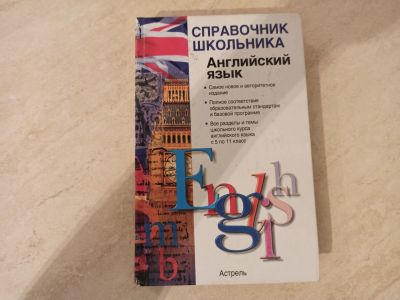 СПРАВОЧНИК
ШКОЛЬНИКА
Английский
язык
• Самое новое и авторитетное
издание
• Полное соответствие
образовательным стандартам
и базовой программе
• Все разделы и темы
школьного курса
английского языка
с 5 по 11 класс
English
Астрель